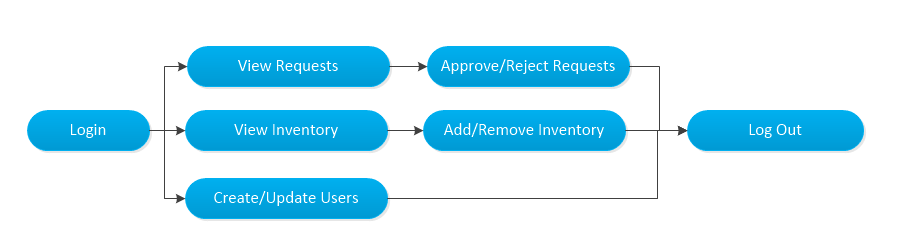 View Requests
Approve/Reject Requests
Login
View Inventory
Add/Remove Inventory
Log Out
Create/Update Users